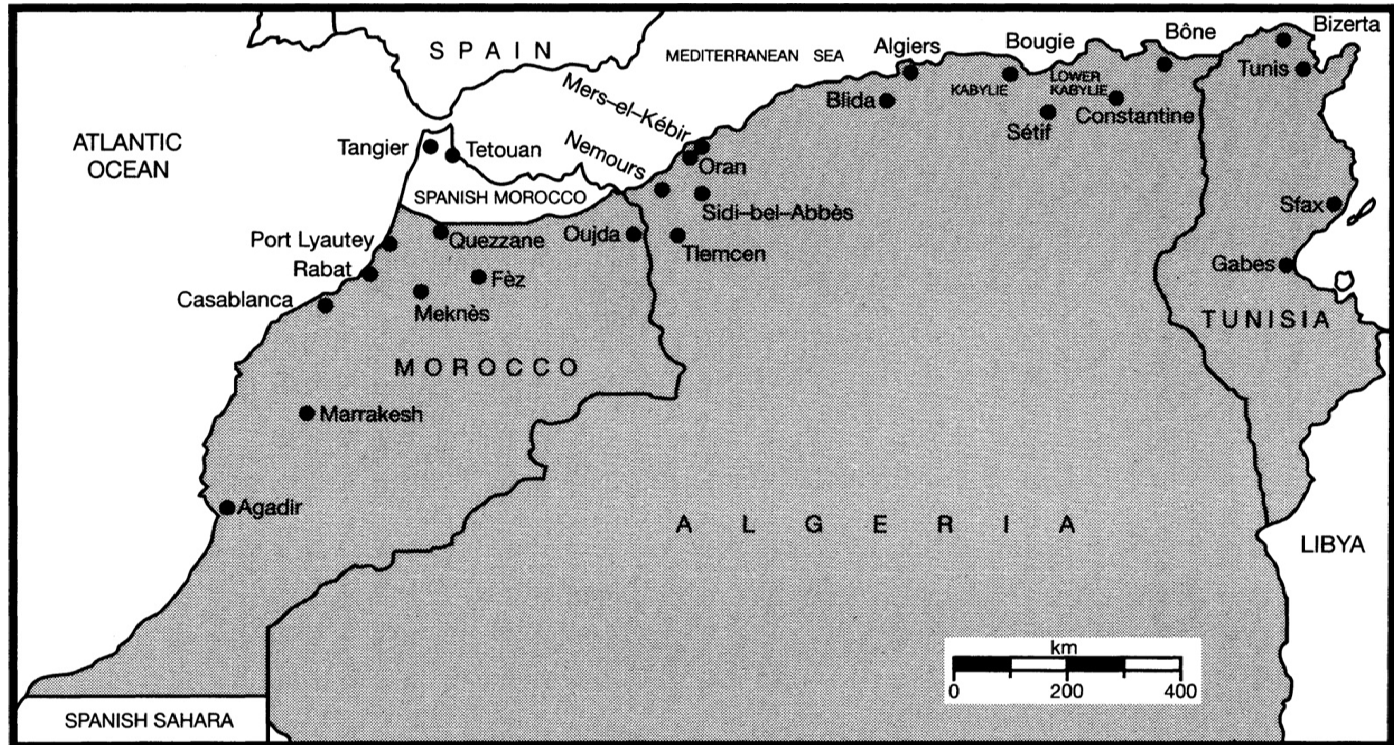 SPAIN
MEDITERRANEAN SEA
Algiers
Bougie
Bône
Bizerta
Tunis
Blida
KABYLIE
LOWER
KABYLIE
Sétif
Constantine
Mers–el–Kébir
Nemours
Oran
ATLANTIC
OCEAN
Tangier
Tetouan
SPANISH MOROCCO
Sidi–bel–Abbès
Sfax
Port Lyautey
Quezzane
Oujda
Tlemcen
Rabat
Fèz
Gabes
Casablanca
Meknès
TUNISIA
MOROCCO
Marrakesh
Agadir
ALGERIA
LIBYA
km
0 200 400
SPANISH SAHARA